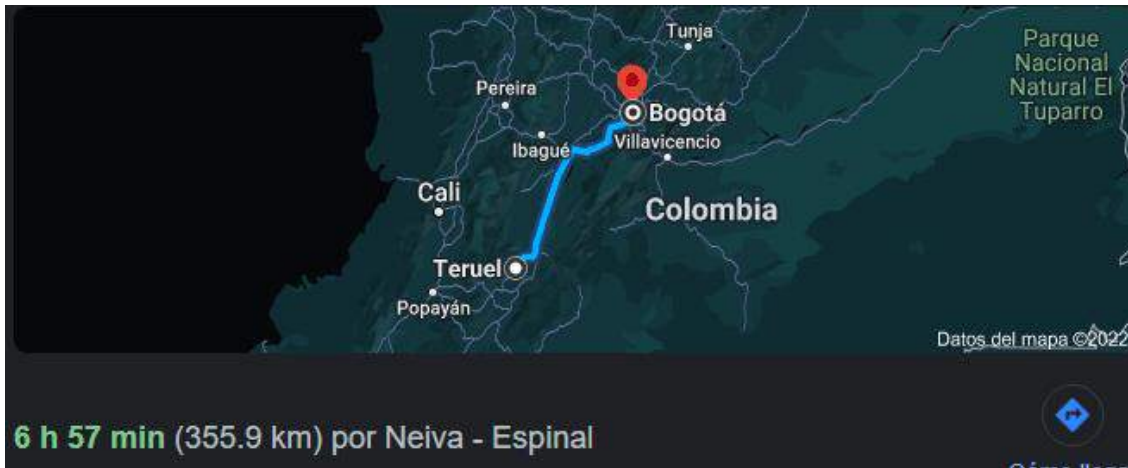 Tunja
Parque
Nacional
Natural El
Tuparro
Pereira
Bogotá
Ibagué
Villavicencio
Cali
Colombia
Teruel
Popayán
Datos del mapa ©2022
6 h 57 min (355.9 km) por Neiva - Espinal